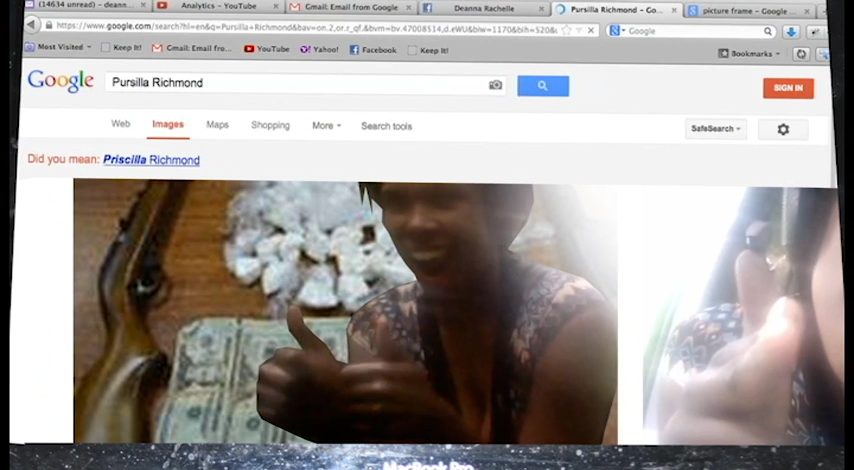 (14634 unread) – deann...
Analytics – YouTube
Gmail: Email from Google
Deanna Rachelle
Pursilla Richmond - Go...
picture frame – Google ...
https://www.google.com/search?hl=en&q=Pursilla+Richmond&bav=on.2,or.r_qf.&bvm=bv.47008514,d.eWU&biw=1170&bih=520&
Google
Most Visited
Keep It!
Gmail: Email fro...
YouTube
Yahoo!
Facebook
Keep It!
Bookmarks
Google
Pursilla Richmond
SIGN IN
Web
Images
Maps
Shopping
More
Search tools
SafeSearch
Did you mean: Priscilla Richmond
MacBook Pro